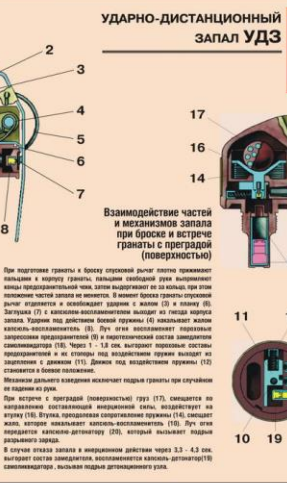 УДАРНО-ДИСТАНЦИОННЫЙ
ЗАПАЛ УДЗ
2
3
4
5
6
7
8
17
16
14
Взаимодействие частей
и механизмов запала
при броске и встрече
гранаты с преградой
(поверхностью)
При подготовке гранаты к броску спусковой рычаг плотно прижимают
пальцами к корпусу гранаты, пальцами свободной руки выпрямляют
концы предохранительной чеки, затем выдергивают ее за кольцо, при этом
положение частей запала не меняется. В момент броска гранаты спусковой
рычаг отделяется и освобождает ударник с жалом (3) и планку (6).
Заглушка (7) с капсюлем-воспламенителем выходит из гнезда корпуса
запала. Ударник под действием боевой пружины (4) накалывает жалом
капсюль-воспламенитель (8). Луч огня воспламеняет пороховые
запрессовки предохранителей (9) и пиротехнический состав замедлителя
самоликвидатора (18). Через 1 - 1,8 сек. выгорают пороховые составы
предохранителей и их стопоры под воздействием пружин выходят из
зацепления с движком (11). Движок под воздействием пружины (12)
становится в боевое положение.
Механизм дальнего взведения исключает подрыв гранаты при случайном
ее падении из руки.
При встрече с преградой (поверхностью) груз (17), смещается по
направлению составляющей инерционной силы, воздействует на
втулку (16). Втулка, преодолевая сопротивление пружины (14), смещает
жало, которое накалывает капсюль-воспламенитель (10). Луч огня
передается капсюлю-детонатору (20), который вызывает подрыв
разрывного заряда.
В случае отказа запала в инерционном действии через 3,3 - 4,3 сек.
выгорает состав замедлителя, воспламеняется капсюль-детонатор(19)
самоликвидатора , вызывая подрыв детонационного узла.
11
10
19